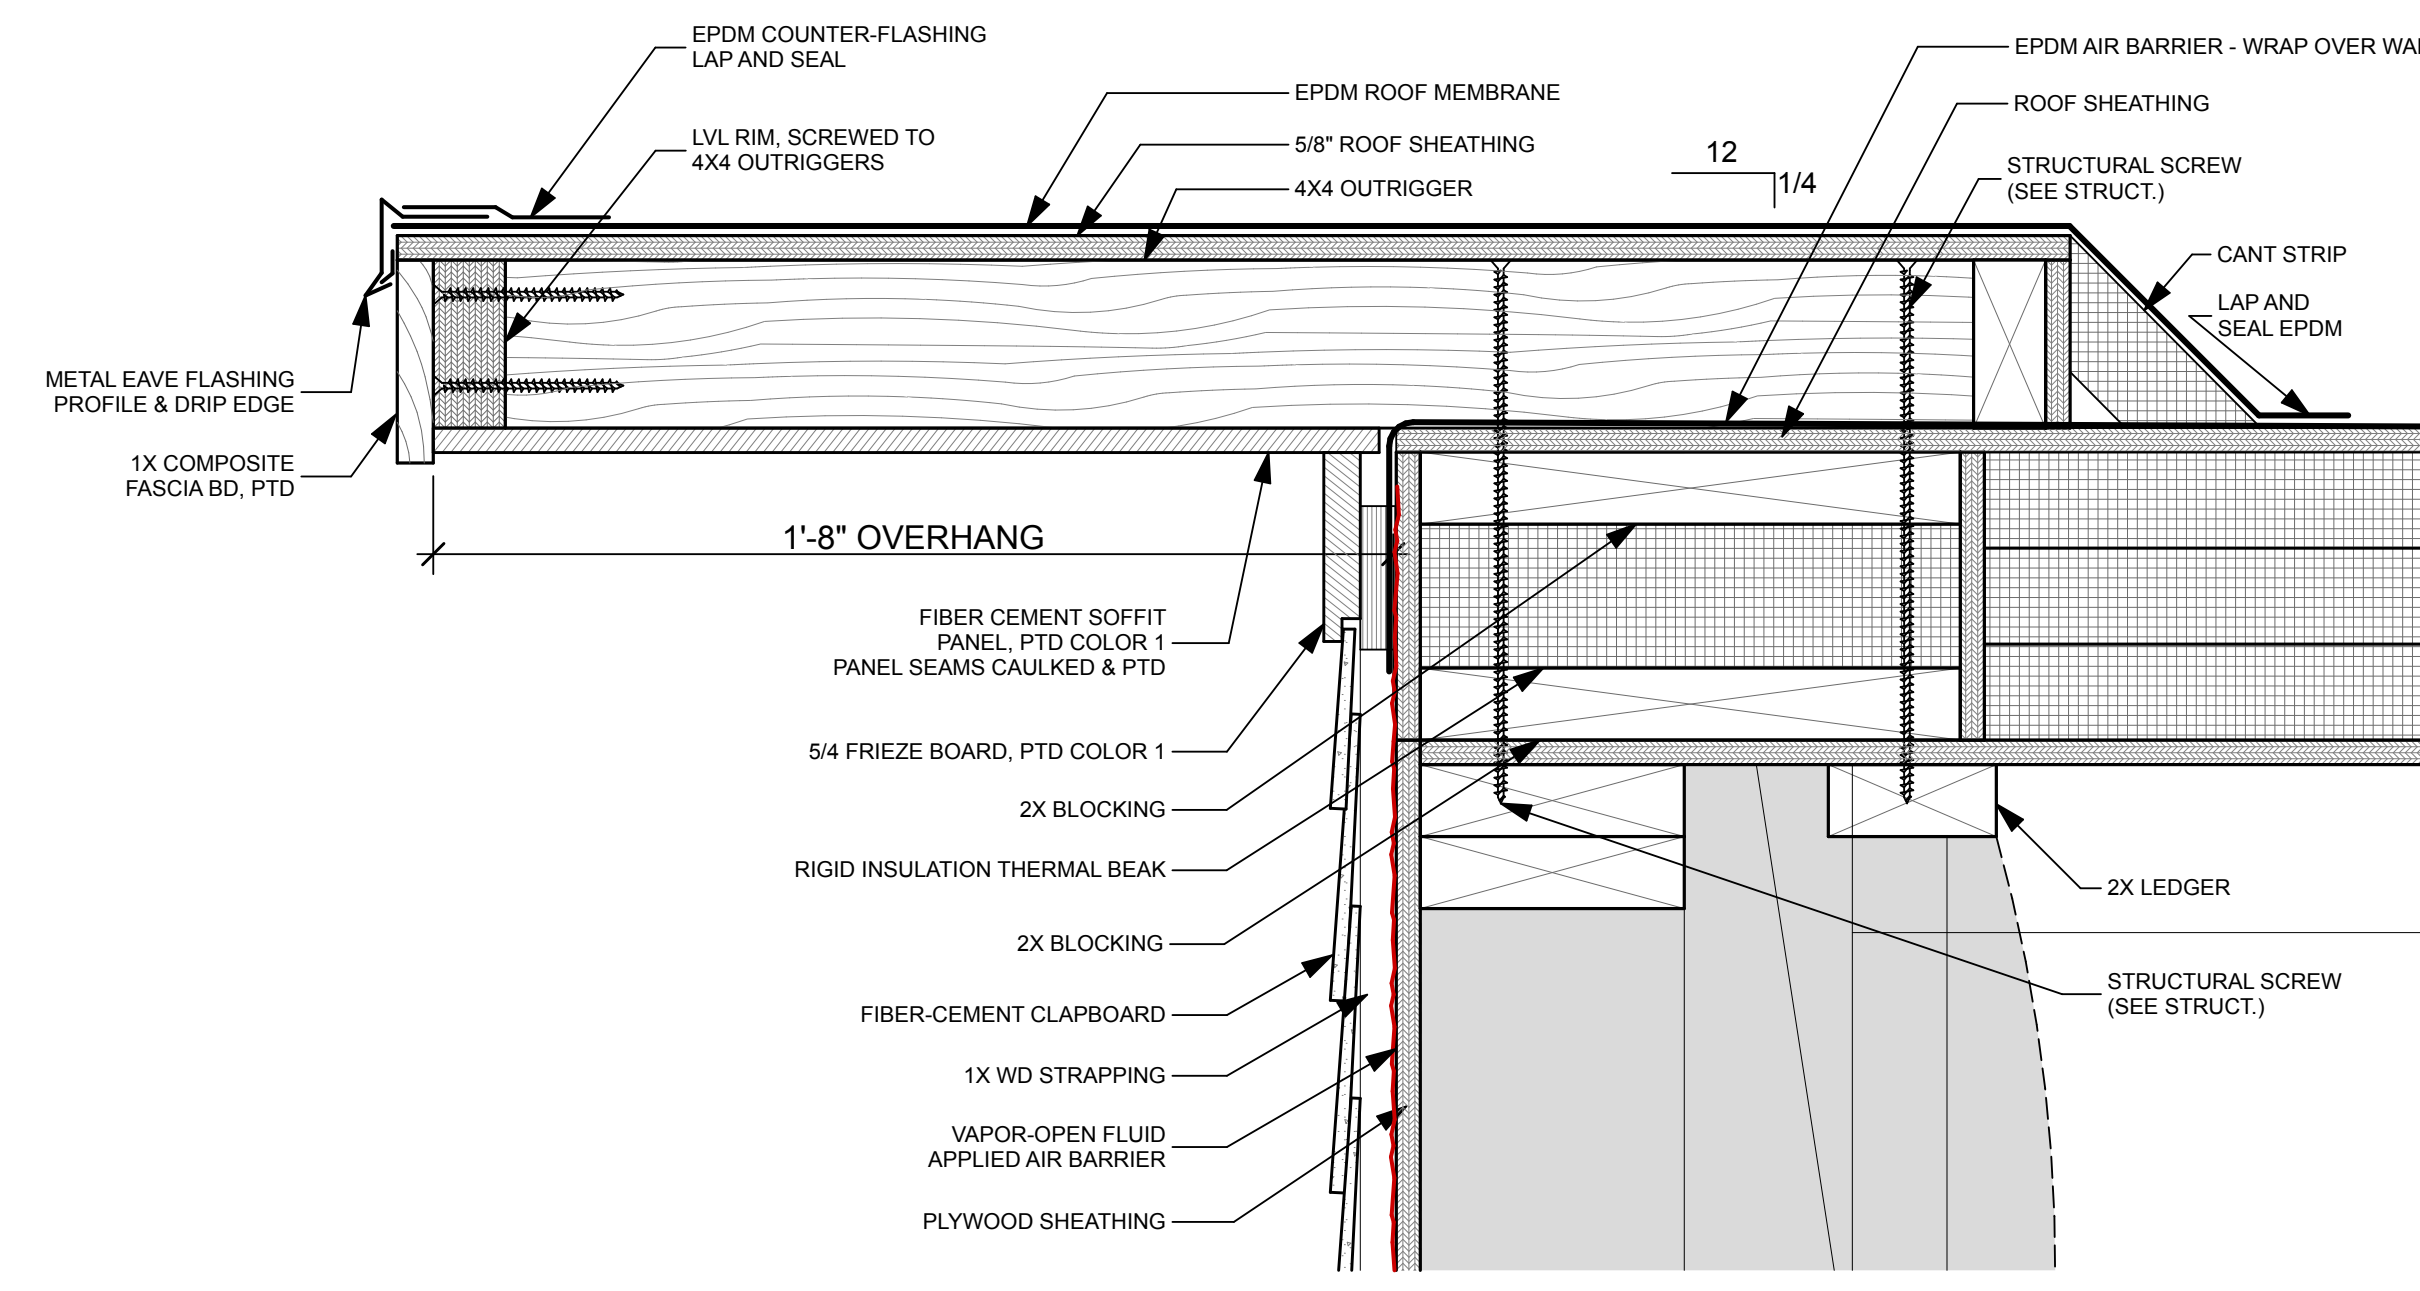 EPDM COUNTER-FLASHING
LAP AND SEAL
EPDM AIR BARRIER - WRAP OVER
EPDM ROOF MEMBRANE
ROOF SHEATHING
LVL RIM, SCREWED TO
4X4 OUTRIGGERS
5/8" ROOF SHEATHING
4X4 OUTRIGGER
12
1/4
STRUCTURAL SCREW
(SEE STRUCT.)
CANT STRIP
LAP AND
SEAL EPDM
METAL EAVE FLASHING
PROFILE & DRIP EDGE
1X COMPOSITE
FASCIA BD, PTD
1'-8" OVERHANG
FIBER CEMENT SOFFIT
PANEL, PTD COLOR 1
PANEL SEAMS CAULKED & PTD
5/4 FRIEZE BOARD, PTD COLOR 1
2X BLOCKING
RIGID INSULATION THERMAL BEAK
2X BLOCKING
FIBER-CEMENT CLAPBOARD
1X WD STRAPPING
VAPOR-OPEN FLUID
APPLIED AIR BARRIER
PLYWOOD SHEATHING
2X LEDGER
STRUCTURAL SCREW
(SEE STRUCT.)